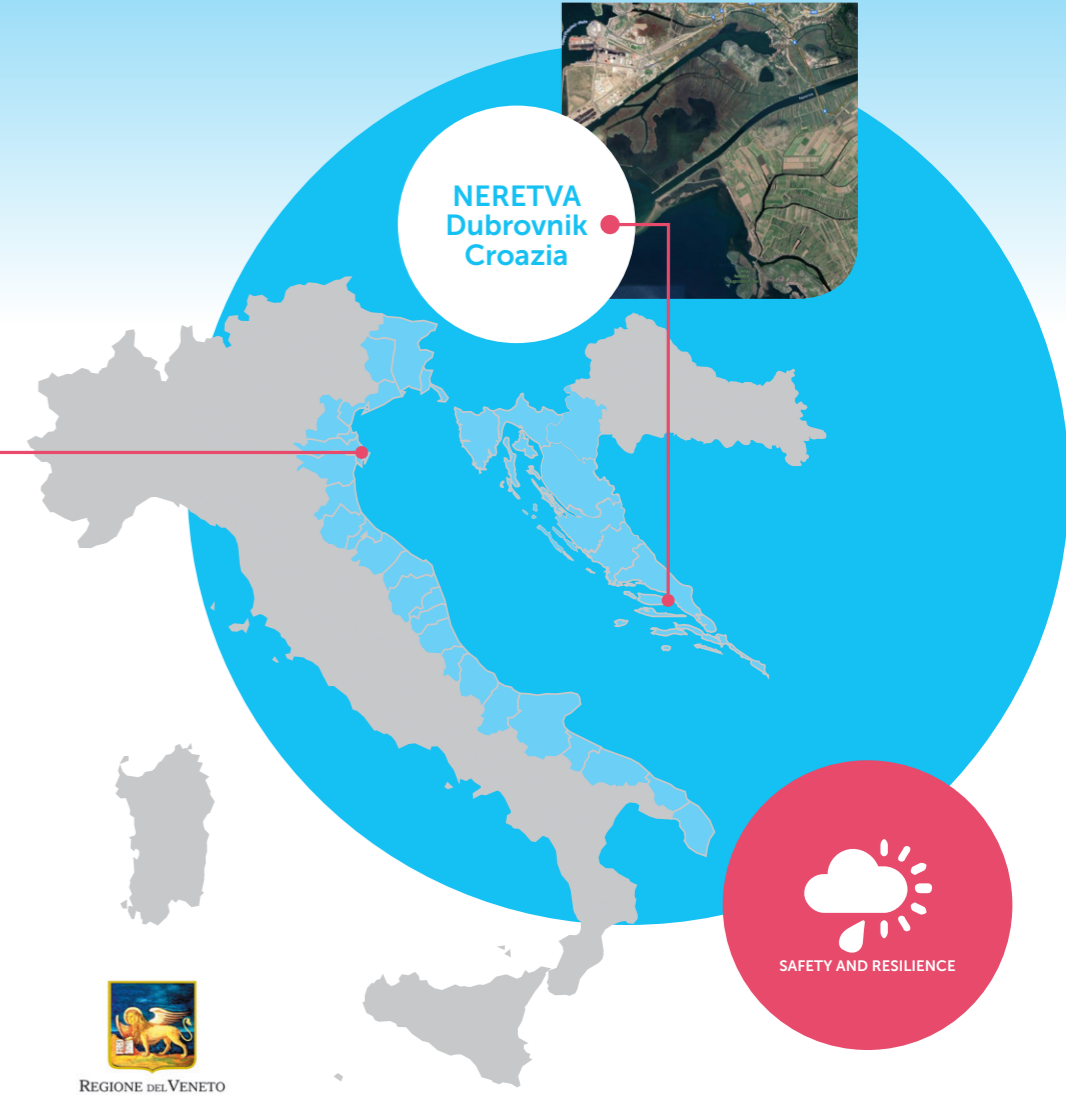 NERETVA
Dubrovnik
Croazia
SAFETY AND RESILIENCE
REGIONE DEL VENETO